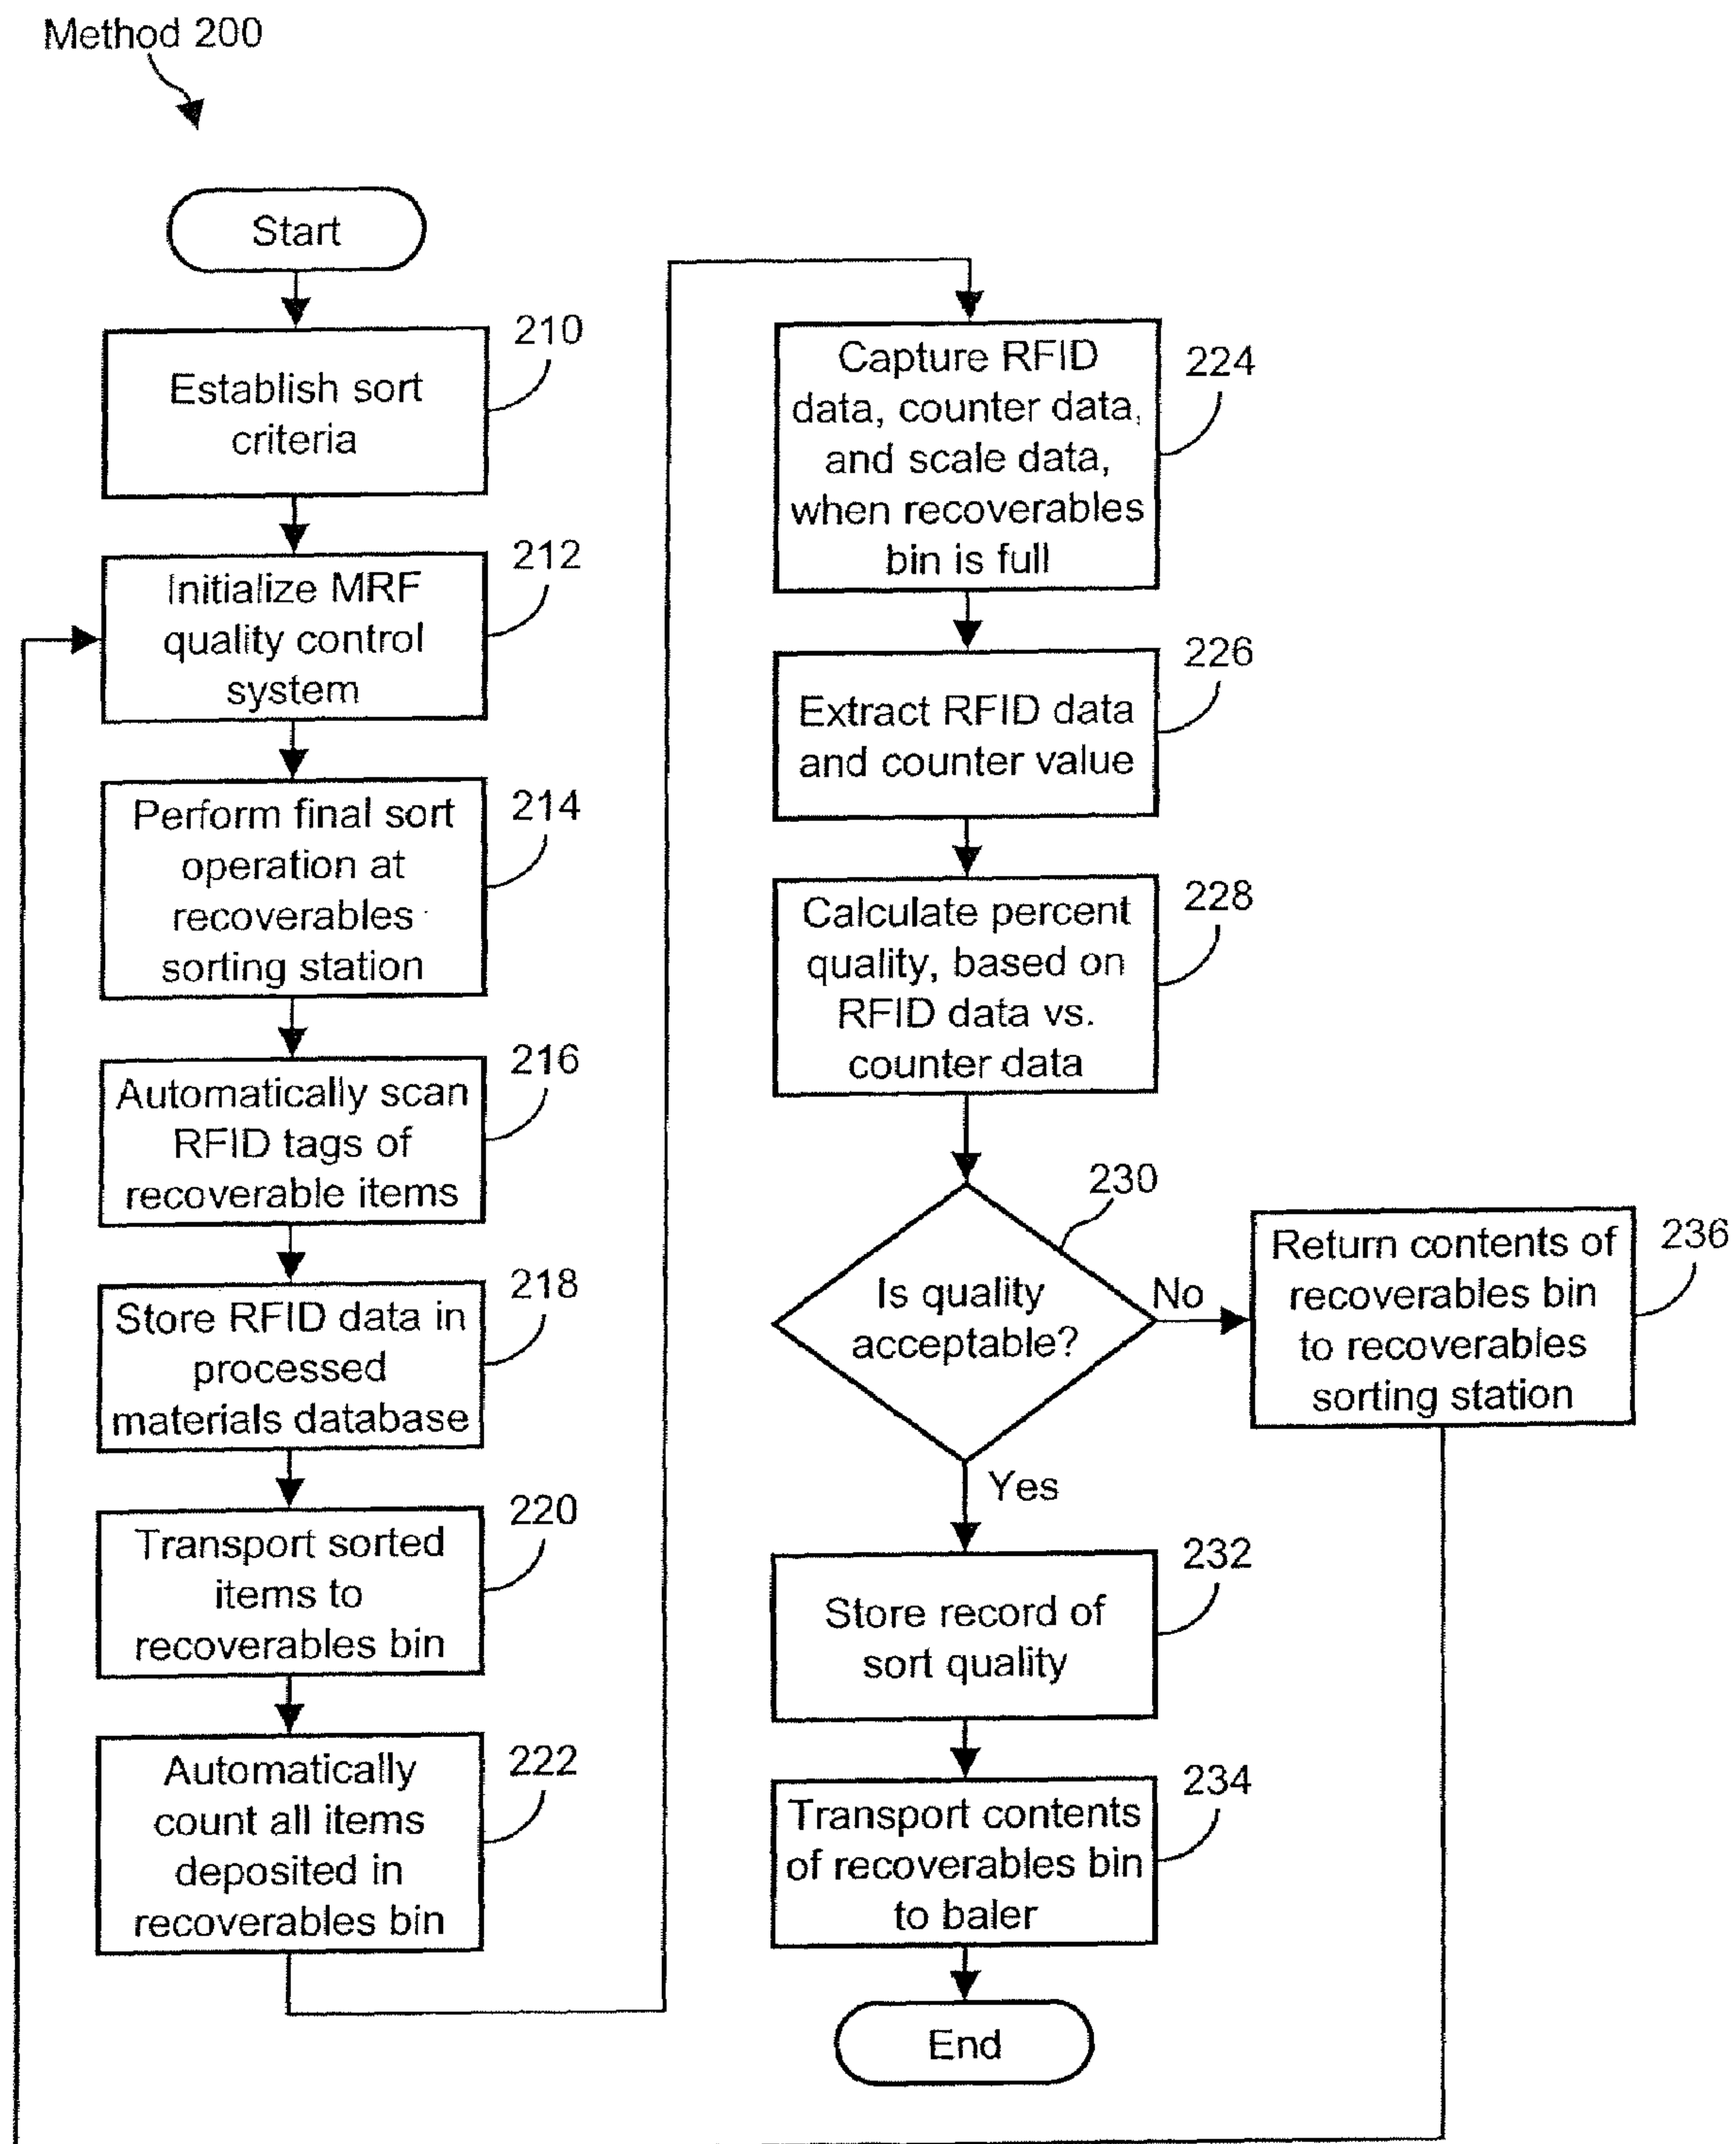 Method 200
Start
210
Establish sort
criteria
212
Initialize MRF
quality control
system
214
Perform final sort
operation at
recoverables
sorting station
216
Automatically scan
RFID tags of
recoverable items
218
Store RFID data in
processed
materials database
220
Transport sorted
items to
recoverables bin
222
Automatically
count all items
deposited in
recoverables bin
224
Capture RFID
data, counter data,
and scale data,
when recoverables
bin is full
226
Extract RFID data
and counter value
228
Calculate percent
quality, based on
RFID data vs.
counter data
230
Is quality
acceptable?
No
236
Return contents of
recoverables bin
to recoverables
sorting station
Yes
232
Store record of
sort quality
234
Transport contents
of recoverables bin
to baler
End